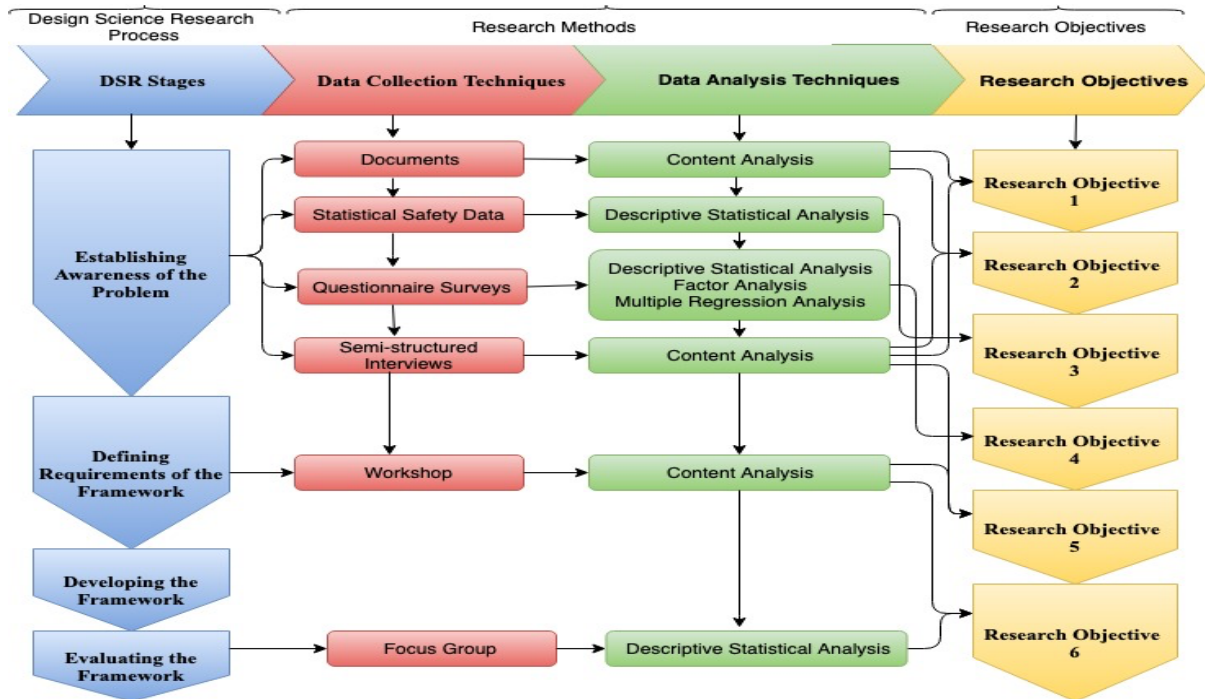 Design Science Research
Process
Research Methods
Research Objectives
DSR Stages
Data Collection Techniques
Data Analysis Techniques
Research Objectives
Establishing
Awareness of the
Problem
Documents
Content Analysis
Research Objective
1
Statistical Safety Data
Descriptive Statistical Analysis
Research Objective
2
Questionnaire Surveys
Descriptive Statistical Analysis
Factor Analysis
Multiple Regression Analysis
Research Objective
3
Semi-structured
Interviews
Content Analysis
Research Objective
4
Defining
Requirements of the
Framework
Workshop
Content Analysis
Research Objective
5
Developing the
Framework
Evaluating the
Framework
Focus Group
Descriptive Statistical Analysis
Research Objective
6